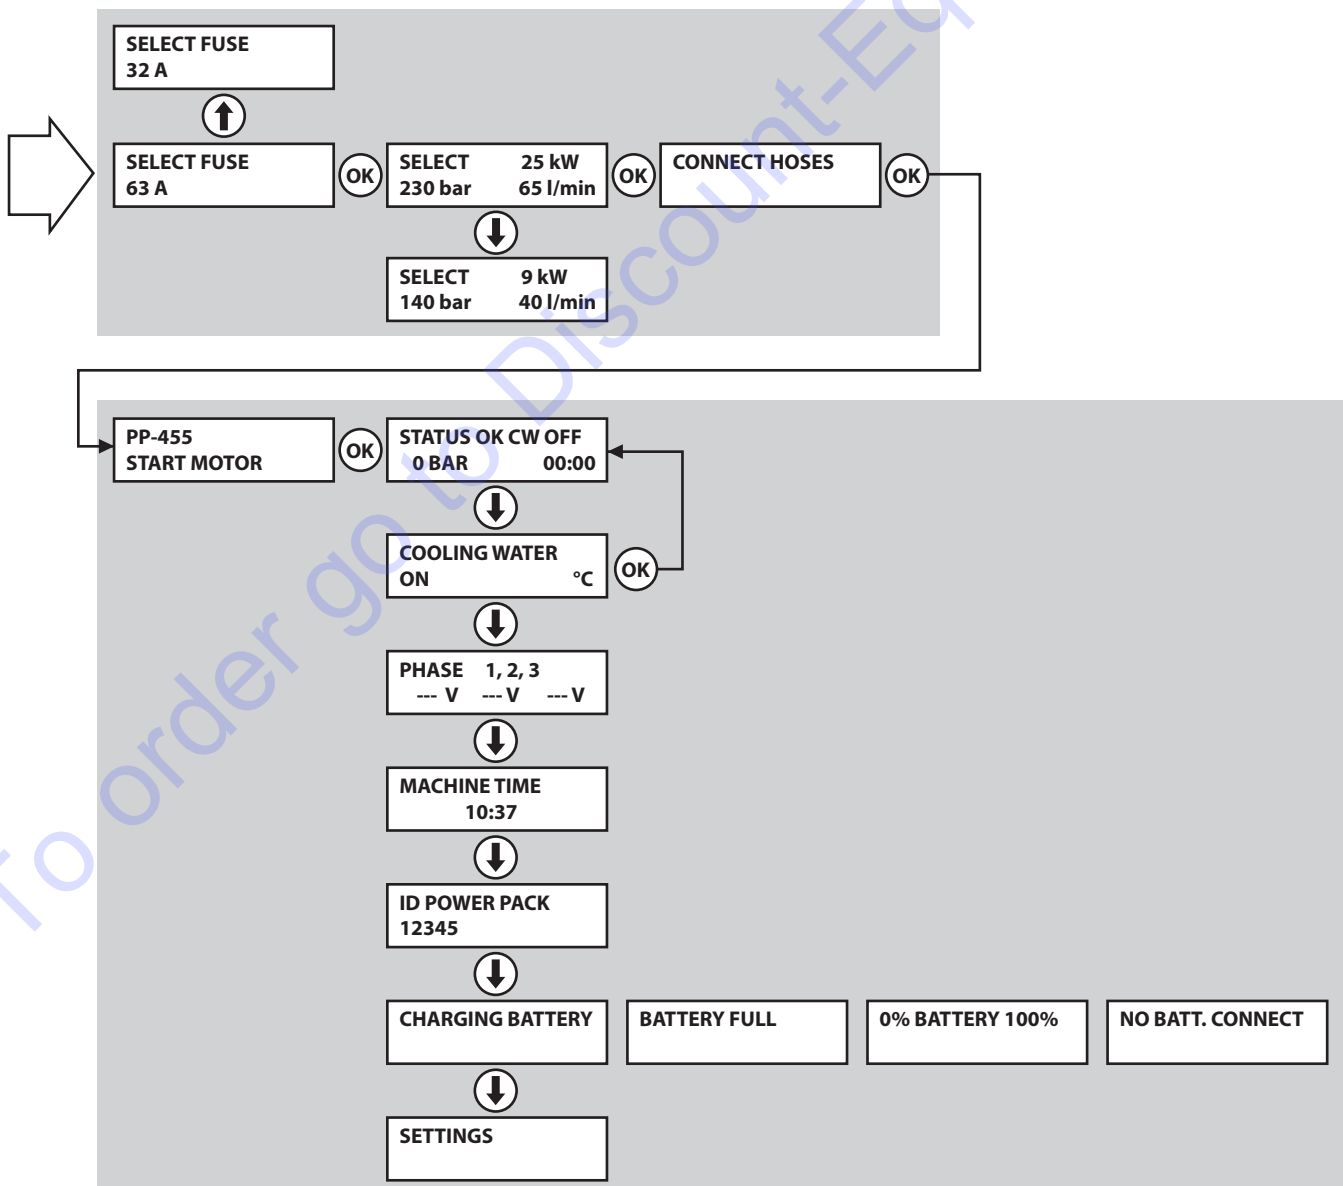 SELECT FUSE
32 A
SELECT FUSE
63 A
OK
SELECT 25 kW
230 bar 65 l/min
OK
CONNECT HOSES
OK
SELECT 9 kW
140 bar 40 l/min
PP-455
START MOTOR
OK
STATUS OK CW OFF
0 BAR 00:00
COOLING WATER
ON °C
OK
PHASE 1, 2, 3
--- V --- V --- V
MACHINE TIME
10:37
ID POWER PACK
12345
CHARGING BATTERY
BATTERY FULL
0% BATTERY 100%
NO BATT. CONNECT
SETTINGS
To order go to Discount-Eq